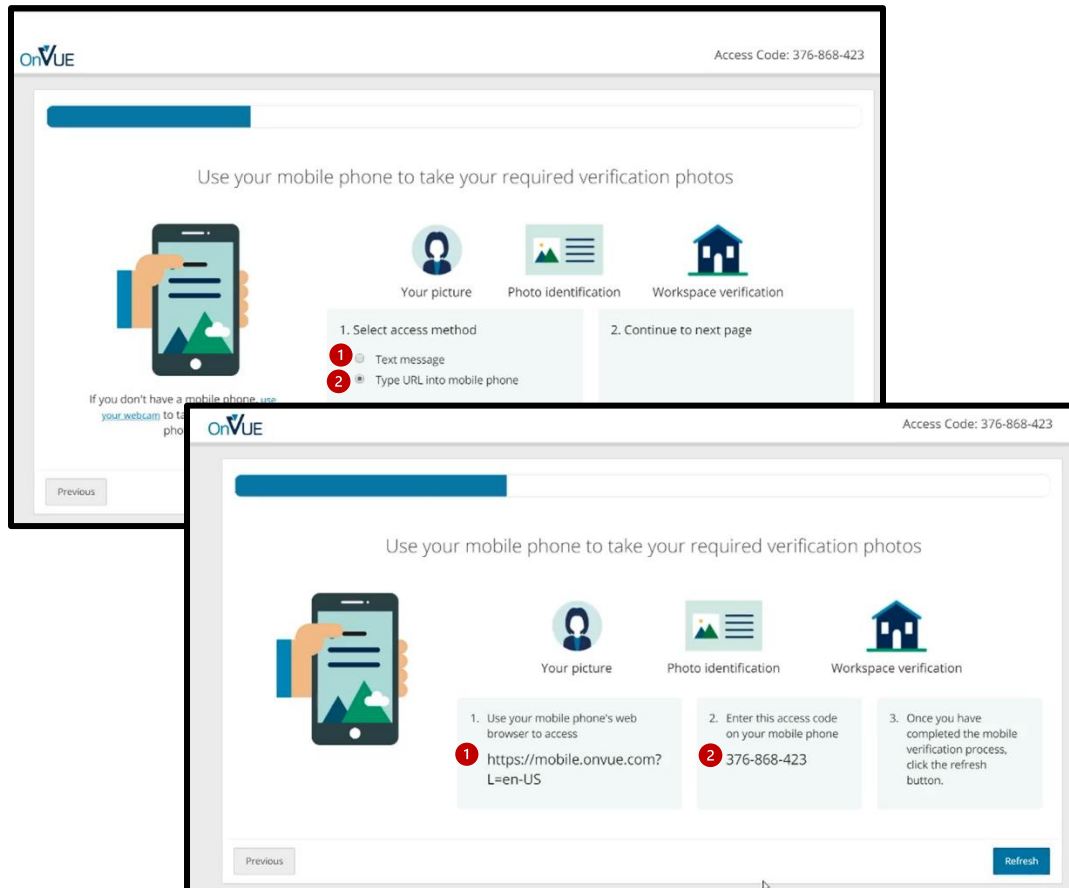 OnVUE
Access Code: 376-868-423
Use your mobile phone to take your required verification photos
Your picture
Photo identification
Workspace verification
1. Select access method
1
Text message
2
Type URL into mobile phone
2. Continue to next page
If you don't have a mobile phone, use
your webcam to ta
pho
Previous
OnVUE
Access Code: 376-868-423
Use your mobile phone to take your required verification photos
Your picture
Photo identification
Workspace verification
1. Use your mobile phone's web
browser to access
1
https://mobile.onvue.com?
L=en-US
2. Enter this access code
on your mobile phone
2
376-868-423
3. Once you have
completed the mobile
verification process,
click the refresh
button.
Previous
Refresh